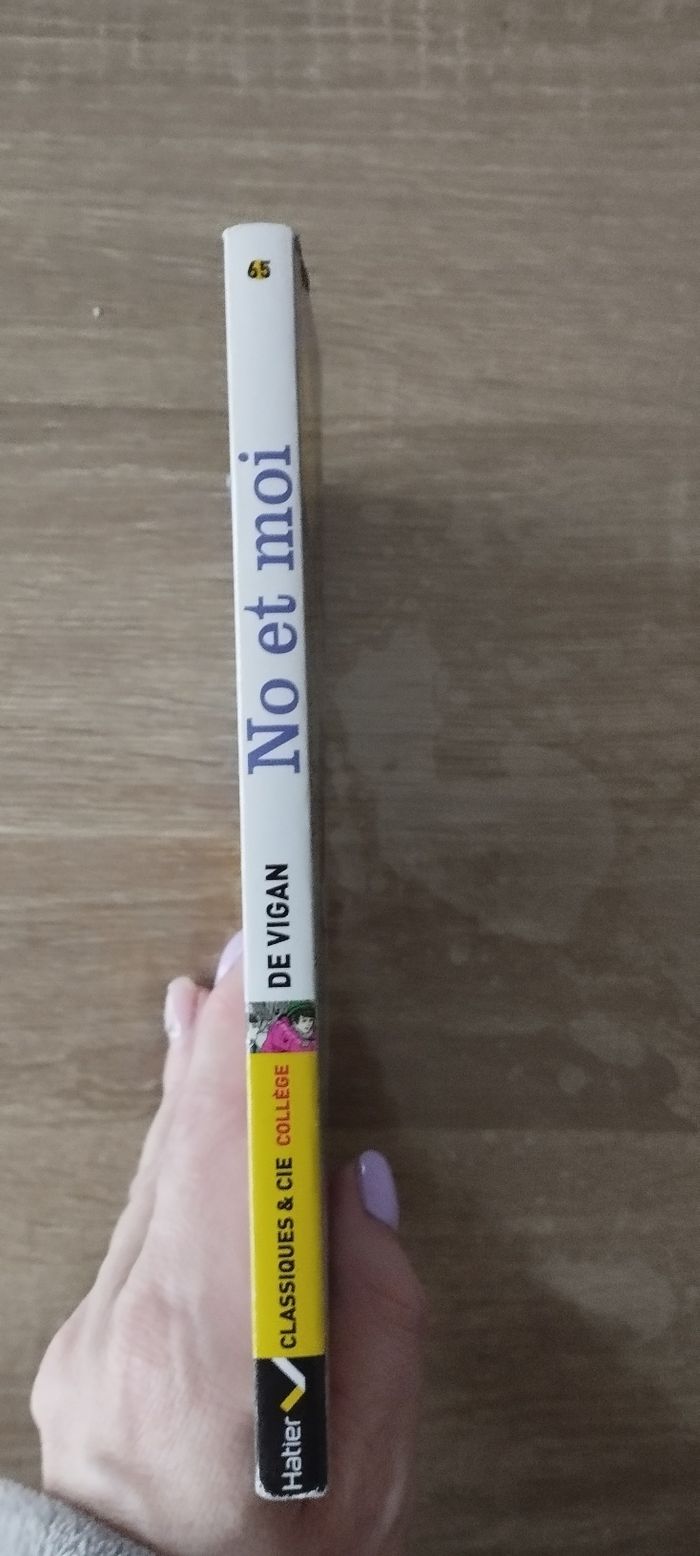 65
No et moi
DE VIGAN
CLASSIQUES & CIE COLLÈGE
Hatier